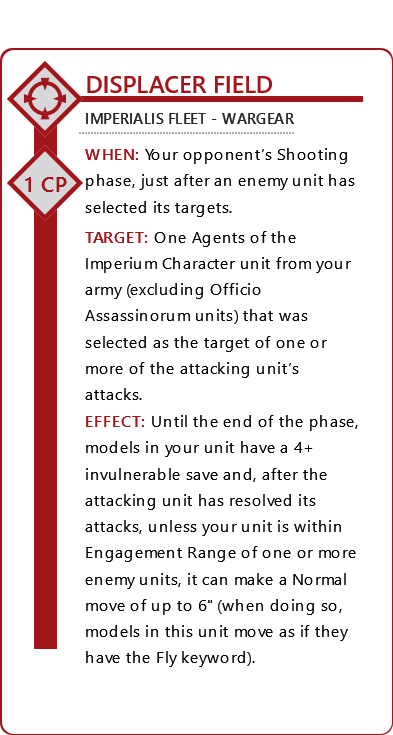 DISPLACER FIELD
IMPERIALIS FLEET - WARGEAR
WHEN: Your opponent's Shooting
phase, just after an enemy unit has
selected its targets.
1 CP
TARGET: One Agents of the
Imperium Character unit from your
army (excluding Officio
Assassinorum units) that was
selected as the target of one or
more of the attacking unit's
attacks.
EFFECT: Until the end of the phase,
models in your unit have a 4+
invulnerable save and, after the
attacking unit has resolved its
attacks, unless your unit is within
Engagement Range of one or more
enemy units, it can make a Normal
move of up to 6" (when doing so,
models in this unit move as if they
have the Fly keyword).